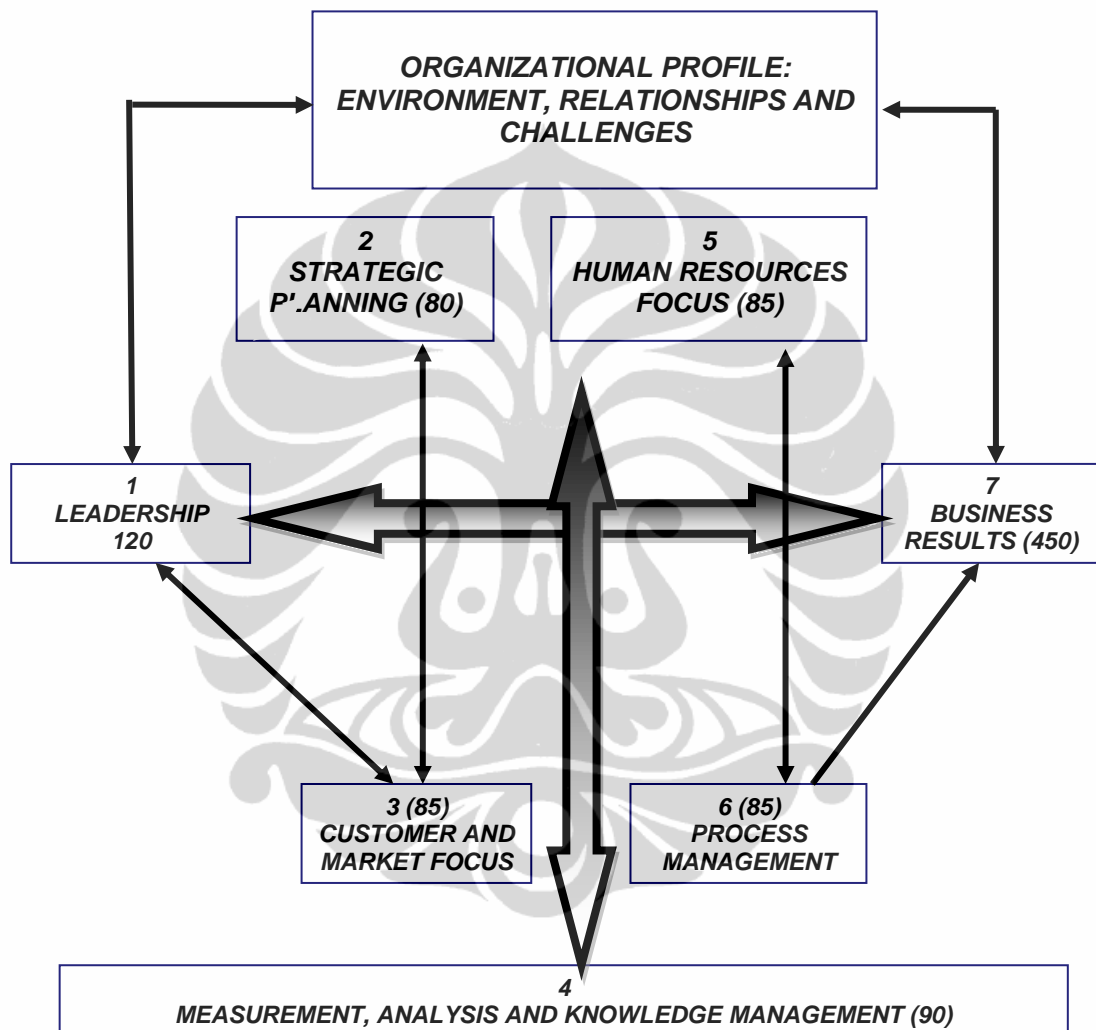 ORGANIZATIONAL PROFILE:
ENVIRONMENT, RELATIONSHIPS AND
CHALLENGES
2
STRATEGIC
PLANNING (80)
5
HUMAN RESOURCES
FOCUS (85)
1
LEADERSHIP
120
7
BUSINESS
RESULTS (450)
3 (85)
CUSTOMER AND
MARKET FOCUS
6 (85)
PROCESS
MANAGEMENT
4
MEASUREMENT, ANALYSIS AND KNOWLEDGE MANAGEMENT (90)